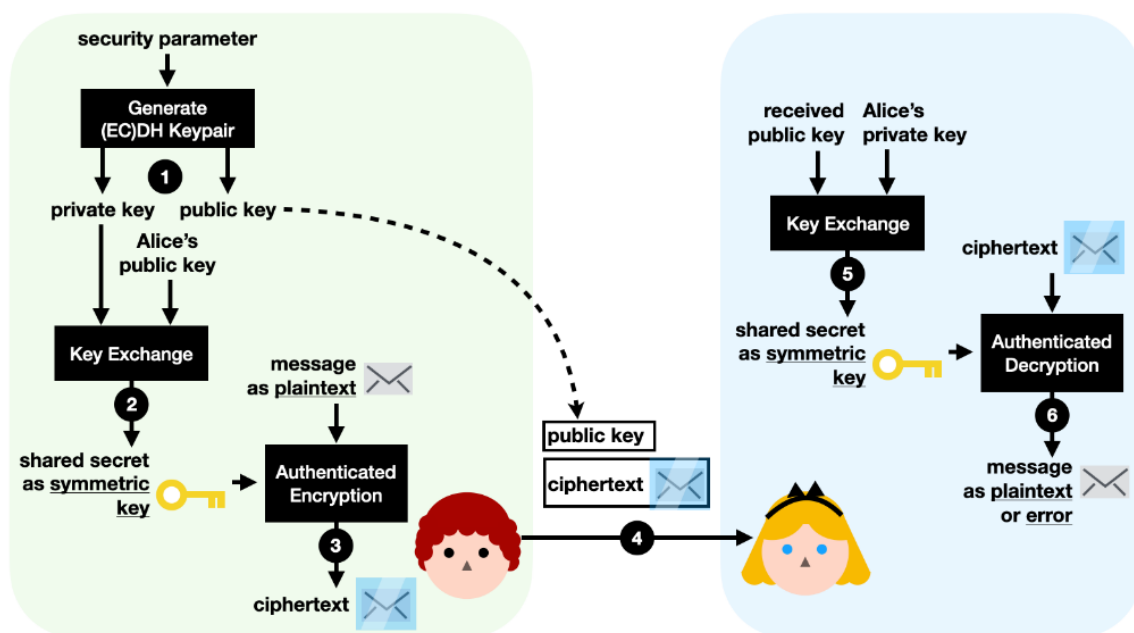 security parameter
Generate
(EC)DH Keypair
1
private key
public key
Alice's
public key
Key Exchange
2
shared secret
as symmetric
key
message
as plaintext
Authenticated
Encryption
3
ciphertext
public key
ciphertext
4
received
public key
Alice's
private key
Key Exchange
5
shared secret
as symmetric
key
ciphertext
Authenticated
Decryption
6
message
as plaintext
or error